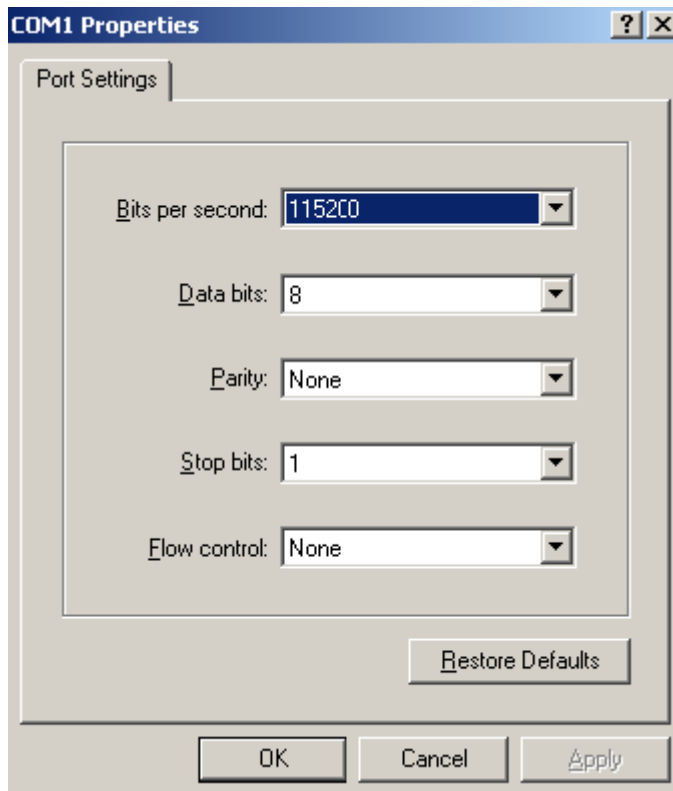 COM1 Properties
Port Settings
Bits per second: 115200
Data bits: 8
Parity: None
Stop bits: 1
Flow control: None
Restore Defaults
OK Cancel Apply